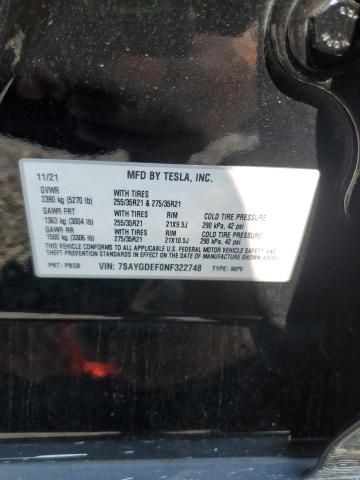 11/21 MFD BY TESLA, INC.
GVWR WITH TIRES
2390 kg (5270 lb) 255/35R21 & 275/35R21
GAWR FRT WITH TIRES RIM COLD TIRE PRESSURE
1363 kg (3004 lb) 255/35R21 21X9.5J 290 kPa, 42 psi
GAWR RR WITH TIRES RIM COLD TIRE PRESSURE
1500 kg (3306 lb) 275/35R21 21X10.5J 290 kPa, 42 psi
THIS VEHICLE CONFORMS TO ALL APPLICABLE U.S. FEDERAL MOTOR VEHICLE SAFETY AND
THEFT PREVENTION STANDARDS IN EFFECT ON THE DATE OF MANUFACTURE SHOWN ABOVE.
PNT: PBSB VIN: 7SAYGDEF0NF322748 TYPE: MPV